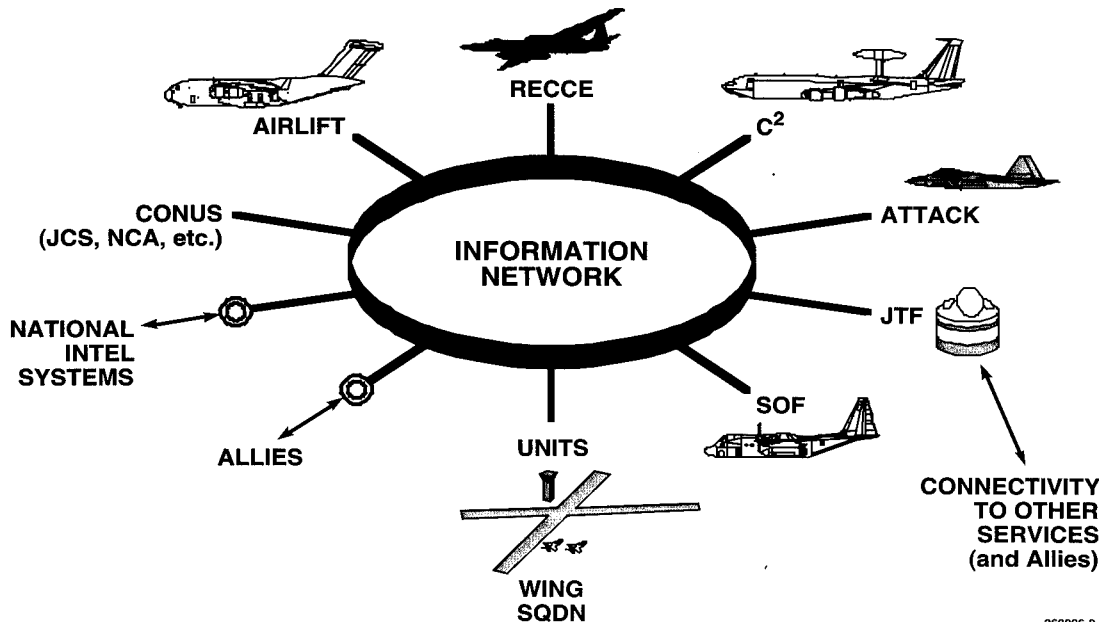 RECCE
AIRLIFT
C²
ATTACK
CONUS
(JCS, NCA, etc.)
INFORMATION
NETWORK
JTF
NATIONAL
INTEL
SYSTEMS
SOF
ALLIES
UNITS
CONNECTIVITY
TO OTHER
SERVICES
(and Allies)
WING
SQDN